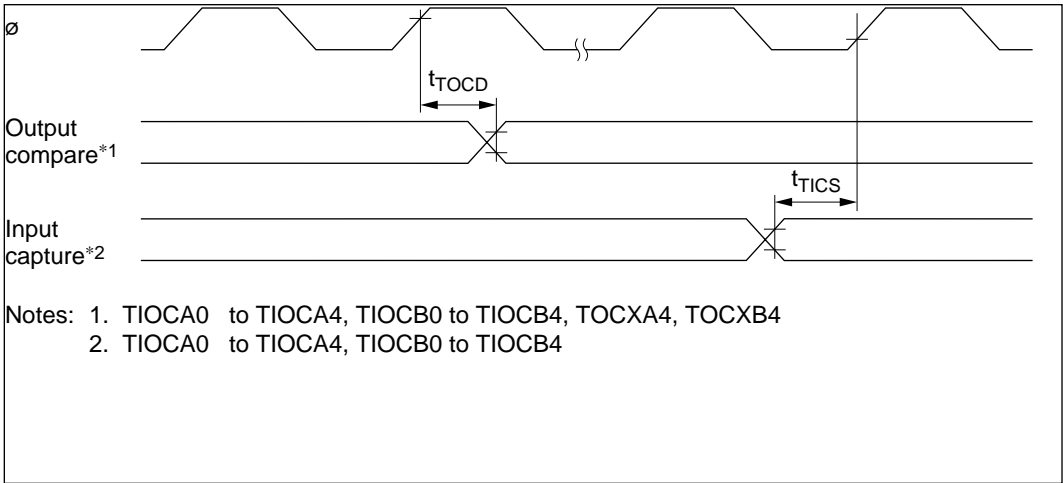 ø
tTOCD
Output
compare*1
tTICS
Input
capture*2
Notes: 1. TIOCA0 to TIOCA4, TIOCB0 to TIOCB4, TOCXA4, TOCXB4
2. TIOCA0 to TIOCA4, TIOCB0 to TIOCB4